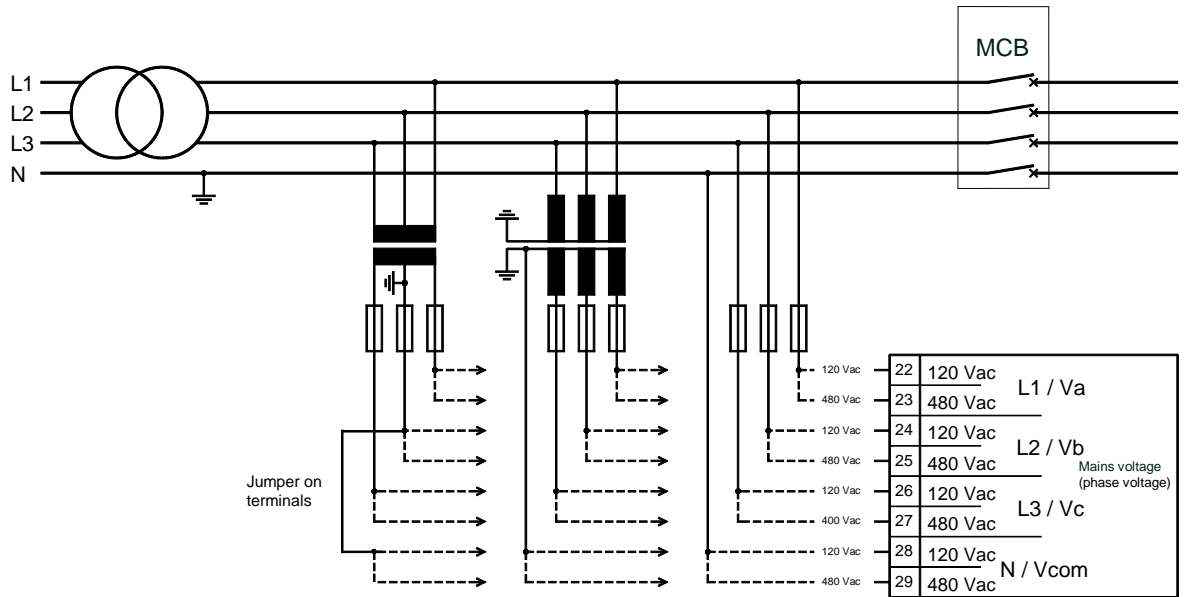 MCB
L1
L2
L3
N
120 Vac 22 120 Vac
L1 / Va
480 Vac 23 480 Vac
120 Vac 24 120 Vac
L2 / Vb
480 Vac 25 480 Vac
Mains voltage
(phase voltage)
Jumper on
terminals
120 Vac 26 120 Vac
L3 / Vc
400 Vac 27 480 Vac
120 Vac 28 120 Vac
N / Vcom
480 Vac 29 480 Vac